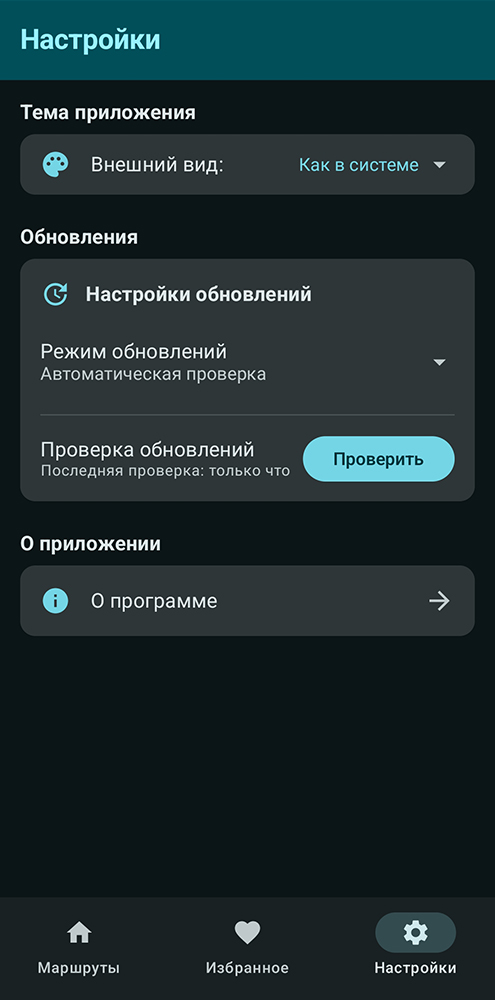 Настройки
Тема приложения
Внешний вид: Как в системе
Обновления
Настройки обновлений
Режим обновлений
Автоматическая проверка
Проверка обновлений
Последняя проверка: только что
Проверить
О приложении
О программе
Маршруты Избранное Настройки